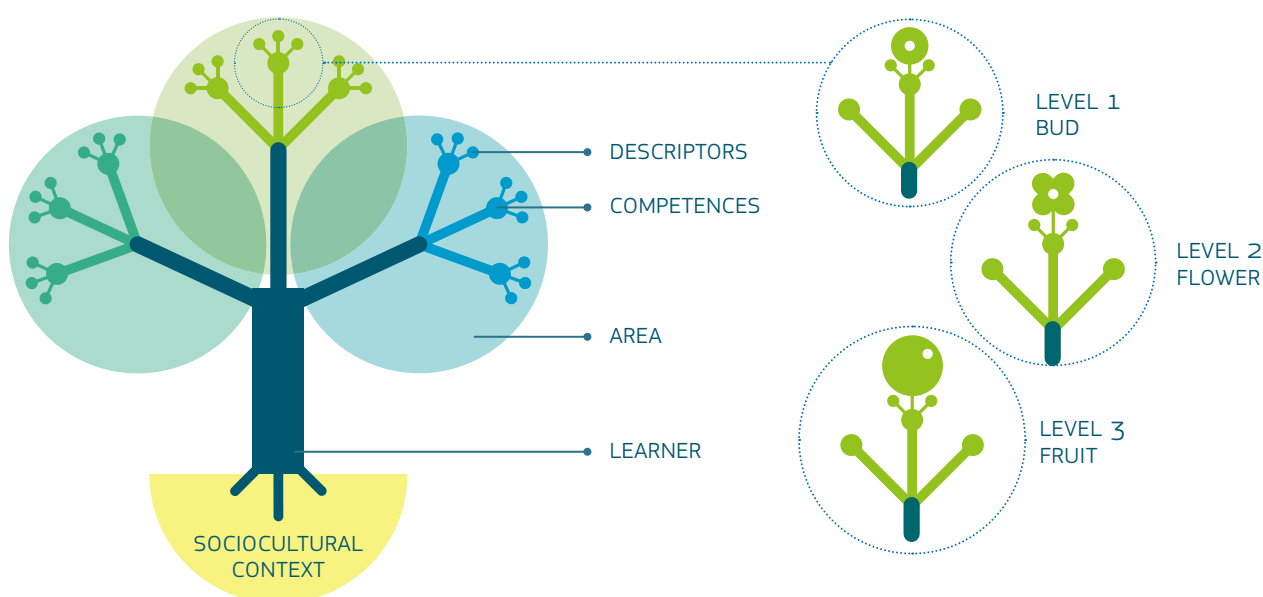 DESCRIPTORS
COMPETENCES
AREA
LEARNER
SOCIOCULTURAL
CONTEXT
LEVEL 1
BUD
LEVEL 2
FLOWER
LEVEL 3
FRUIT